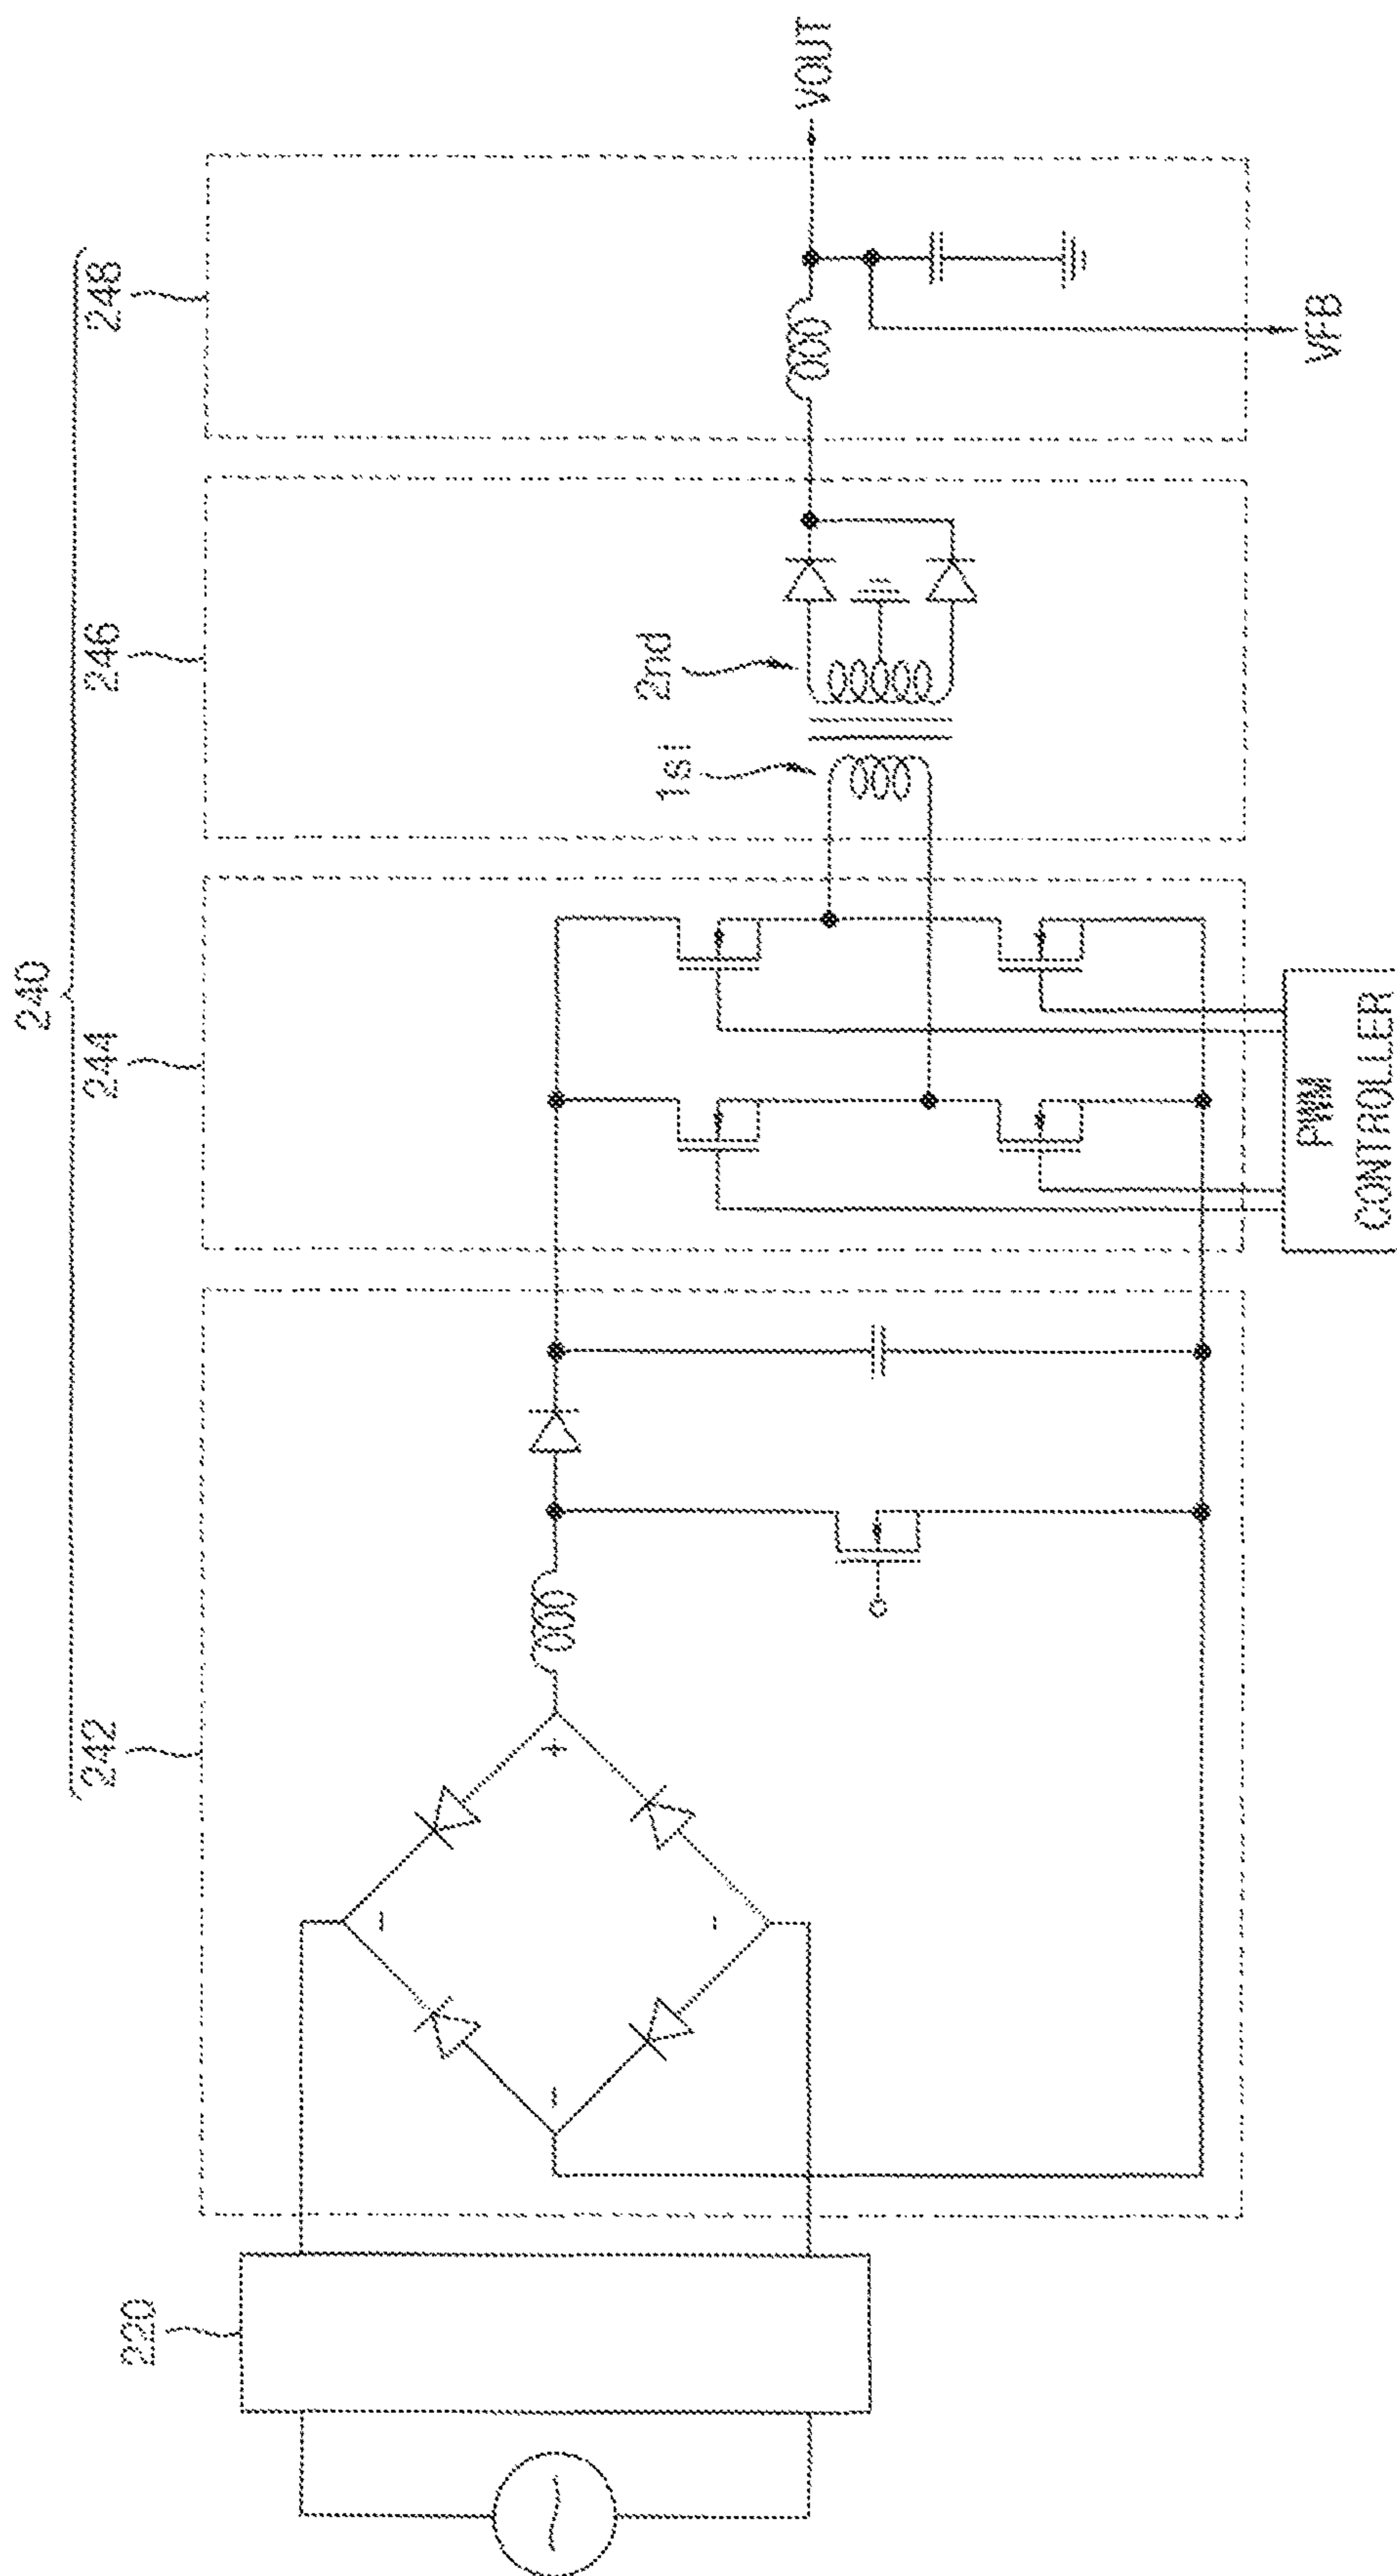 240
220
242
244
246
248
1st
2nd
VOUT
VFB
PWM
CONTROLLER